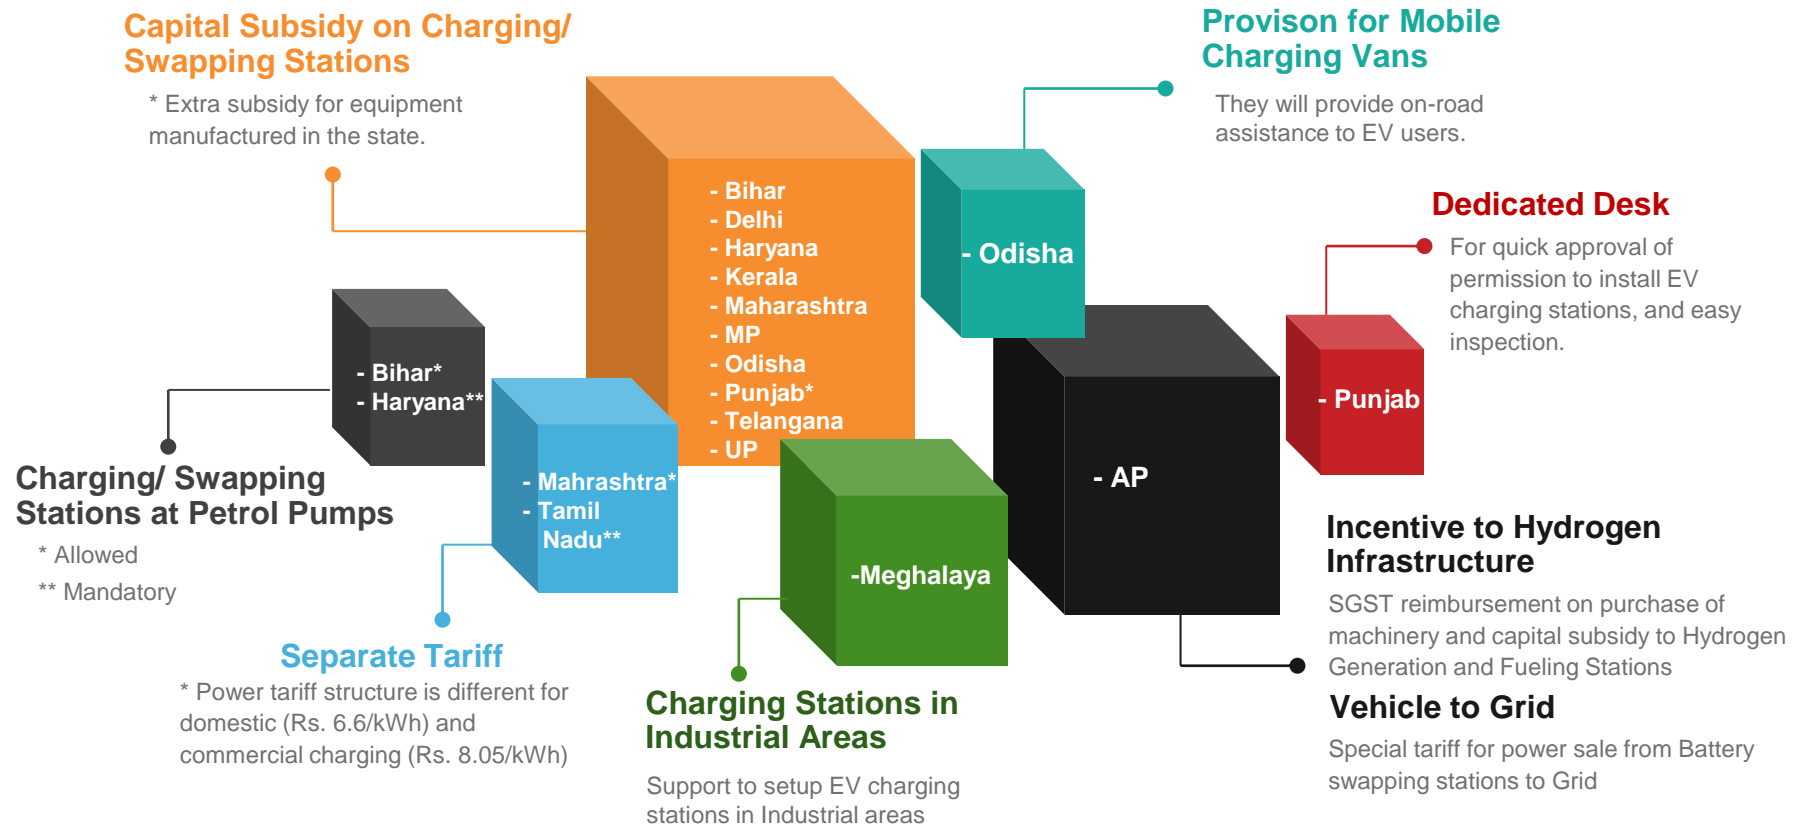 Capital Subsidy on Charging/
Swapping Stations
* Extra subsidy for equipment
manufactured in the state.
- Bihar
- Delhi
- Haryana
- Kerala
- Maharashtra
- MP
- Odisha
- Punjab*
- Telangana
- UP
Provison for Mobile
Charging Vans
They will provide on-road
assistance to EV users.
- Odisha
Dedicated Desk
For quick approval of
permission to install EV
charging stations, and easy
inspection.
- Punjab
- Bihar*
- Haryana**
Charging/ Swapping
Stations at Petrol Pumps
* Allowed
** Mandatory
- Mahrashtra*
- Tamil
Nadu**
Separate Tariff
* Power tariff structure is different for
domestic (Rs. 6.6/kWh) and
commercial charging (Rs. 8.05/kWh)
-Meghalaya
Charging Stations in
Industrial Areas
Support to setup EV charging
stations in Industrial areas
- AP
Incentive to Hydrogen
Infrastructure
SGST reimbursement on purchase of
machinery and capital subsidy to Hydrogen
Generation and Fueling Stations
Vehicle to Grid
Special tariff for power sale from Battery
swapping stations to Grid